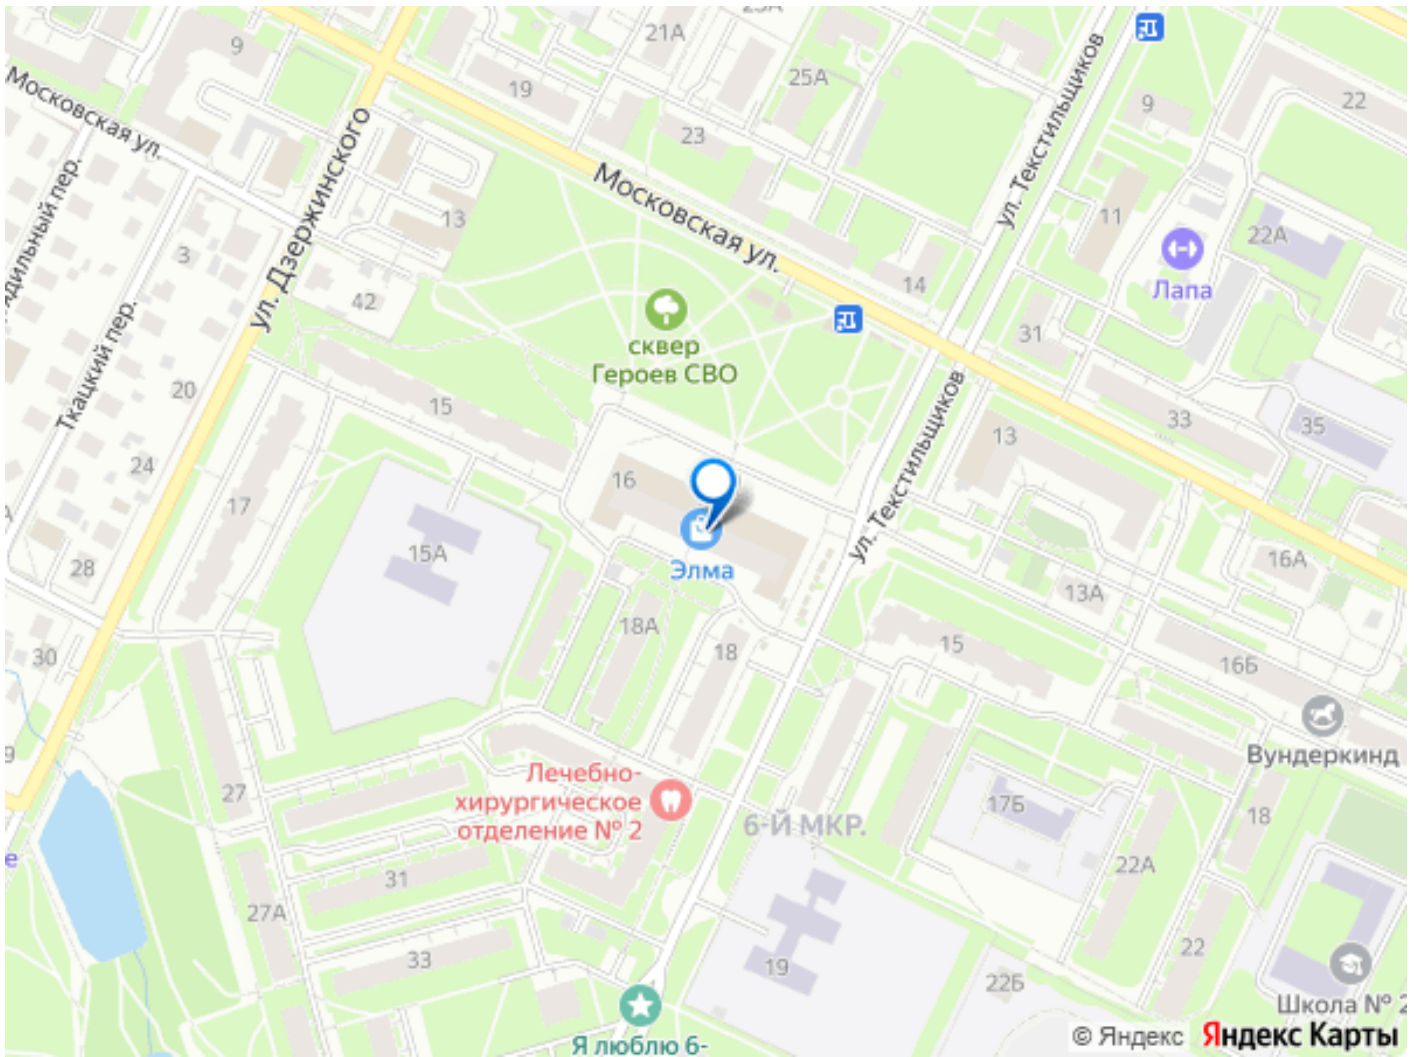 9
21А
19
25А
23
22
9
11
22А
Московская ул.
ул. Дзержинского
Московская ул.
ул. Текстильщиков
13
3
42
14
Лапа
31
Ткацкий пер.
сквер
Героев СВО
20
15
33
35
13
24
16
17
ул. Текстильщиков
15А
Элма
28
16А
13А
18А
18
15
16Б
30
Вундеркинд
27
Лечебно-
хирургическое
отделение № 2
6-Й МКР.
17Б
18
22А
31
27А
33
19
22
22Б
Школа № 2
Я люблю 6-
© Яндекс Яндекс Карты